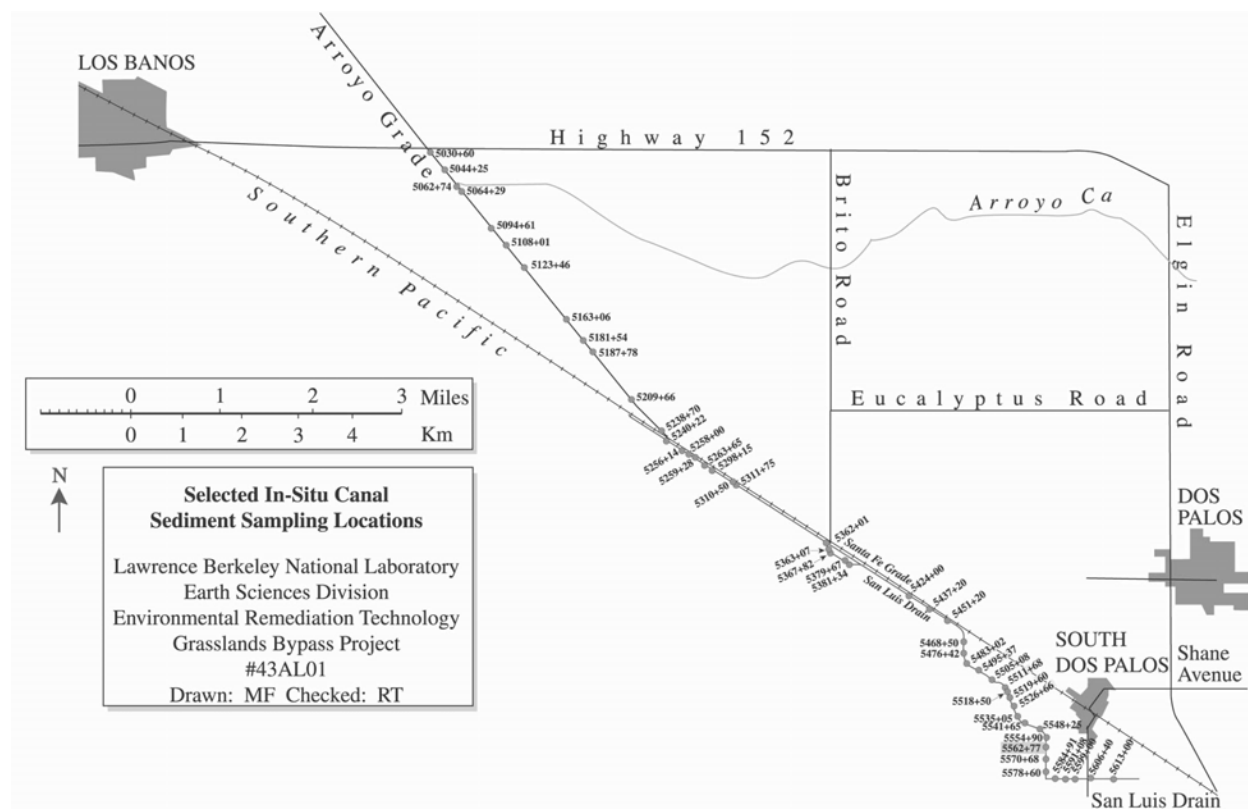 LOS BANOS
Arroyo Grade
Highway 152
5030+60
5044+25
5062+74
5064+29
5094+61
5108+01
5123+46
5163+06
5181+54
5187+78
5209+66
5238+70
5240+22
5256+14
5258+00
5259+28
5263+65
5298+15
5310+50
5311+75
Southern Pacific
Brito Road
Arroyo Ca
Elgin Road
Eucalyptus Road
0 1 2 3 Miles
0 1 2 3 4 Km
N
Selected In-Situ Canal
Sediment Sampling Locations
Lawrence Berkeley National Laboratory
Earth Sciences Division
Environmental Remediation Technology
Grasslands Bypass Project
#43AL01
Drawn: MF Checked: RT
5362+01
5363+07
5367+82
5379+67
5381+34
Santa Fe Grade
San Luis Drain
5424+00
5437+20
5451+20
5468+50
5476+42
5483+02
5495+37
5505+08
5511+68
5518+50
5519+60
5526+66
5535+05
5541+65
5548+25
5554+90
5562+77
5570+68
5578+60
5584+91
5591+08
5599+00
5606+40
5613+00
DOS
PALOS
SOUTH
DOS PALOS
Shane
Avenue
San Luis Drain